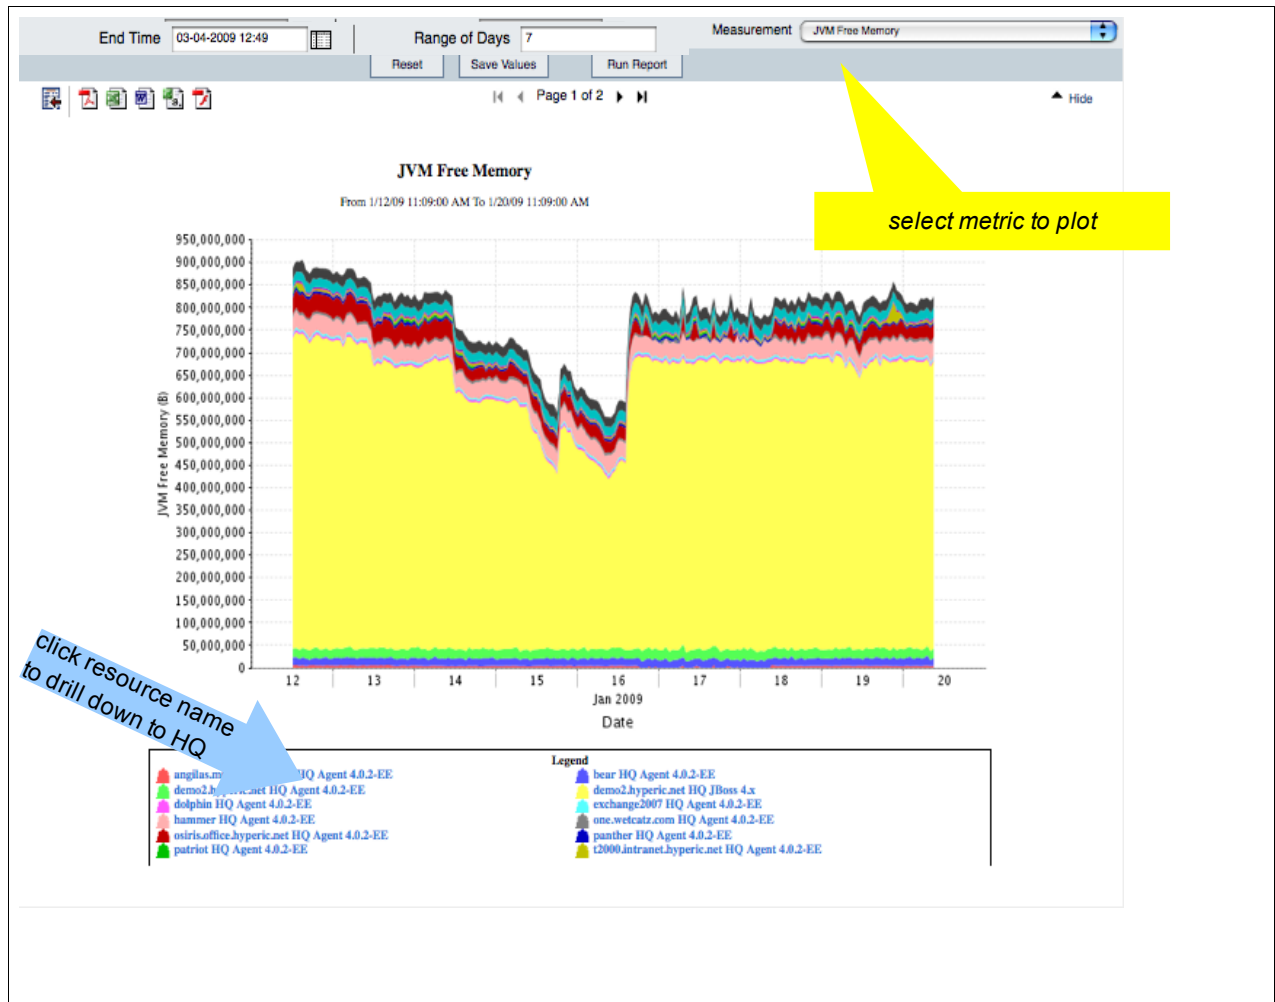 End Time 03-04-2009 12:49 Range of Days 7 Measurement JVM Free Memory
Reset Save Values Run Report
Page 1 of 2 Hide
JVM Free Memory
From 1/12/09 11:09:00 AM To 1/20/09 11:09:00 AM
select metric to plot
950,000,000
900,000,000
850,000,000
800,000,000
750,000,000
700,000,000
650,000,000
600,000,000
550,000,000
500,000,000
450,000,000
400,000,000
350,000,000
300,000,000
250,000,000
200,000,000
150,000,000
100,000,000
50,000,000
0
JVM Free Memory (B)
12 13 14 15 16 17 18 19 20
Jan 2009
Date
click resource name
to drill down to HQ
Legend
angilas.m HQ Agent 4.0.2-EE
bear HQ Agent 4.0.2-EE
demo2.hyperic.net HQ Agent 4.0.2-EE
demo2.hyperic.net HQ JBoss 4.x
dolphin HQ Agent 4.0.2-EE
exchange2007 HQ Agent 4.0.2-EE
hammer HQ Agent 4.0.2-EE
one.wetcatz.com HQ Agent 4.0.2-EE
osiris.office.hyperic.net HQ Agent 4.0.2-EE
panther HQ Agent 4.0.2-EE
patriot HQ Agent 4.0.2-EE
t2000.intranet.hyperic.net HQ Agent 4.0.2-EE